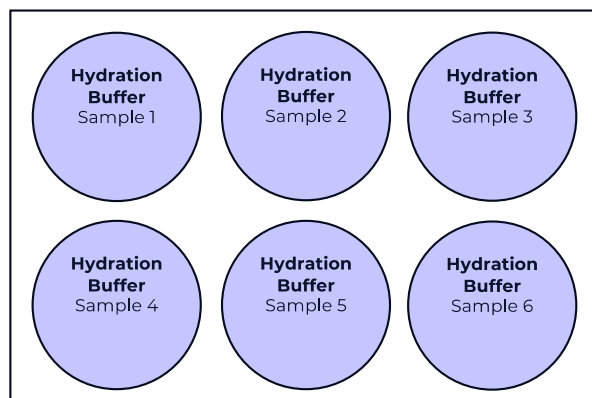 Hydration
Buffer
Sample 1
Hydration
Buffer
Sample 2
Hydration
Buffer
Sample 3
Hydration
Buffer
Sample 4
Hydration
Buffer
Sample 5
Hydration
Buffer
Sample 6